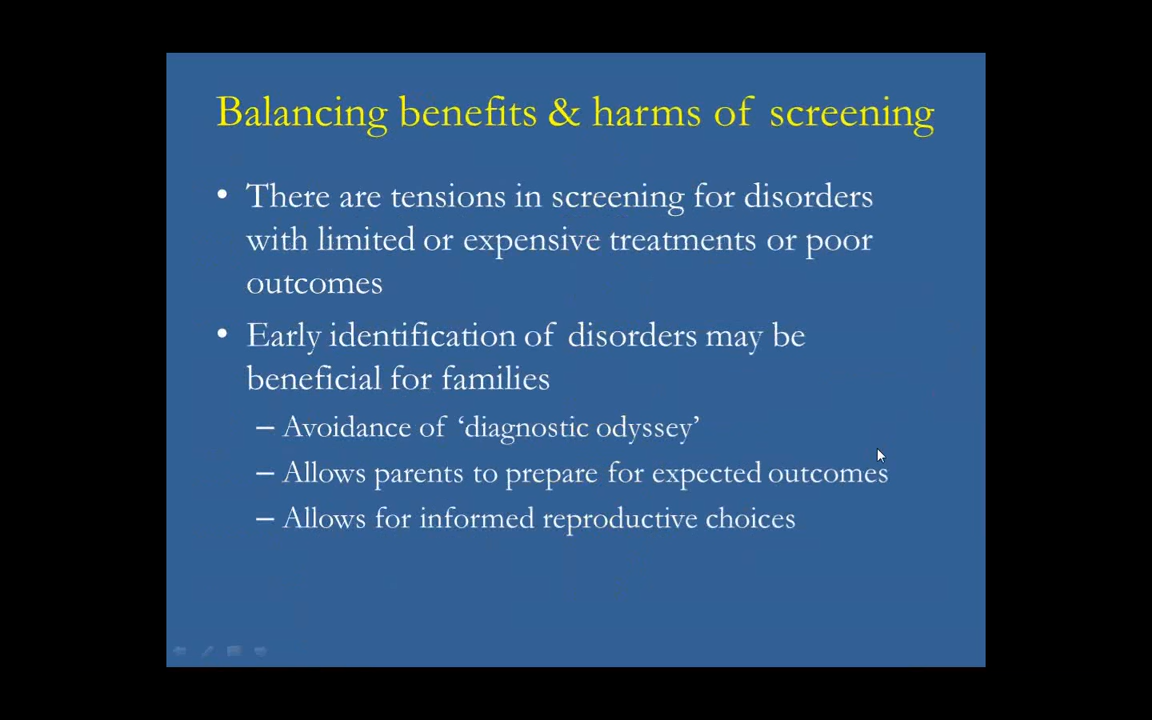 Balancing benefits & harms of screening
• There are tensions in screening for disorders
with limited or expensive treatments or poor
outcomes
• Early identification of disorders may be
beneficial for families
– Avoidance of ‘diagnostic odyssey’
– Allows parents to prepare for expected outcomes
– Allows for informed reproductive choices